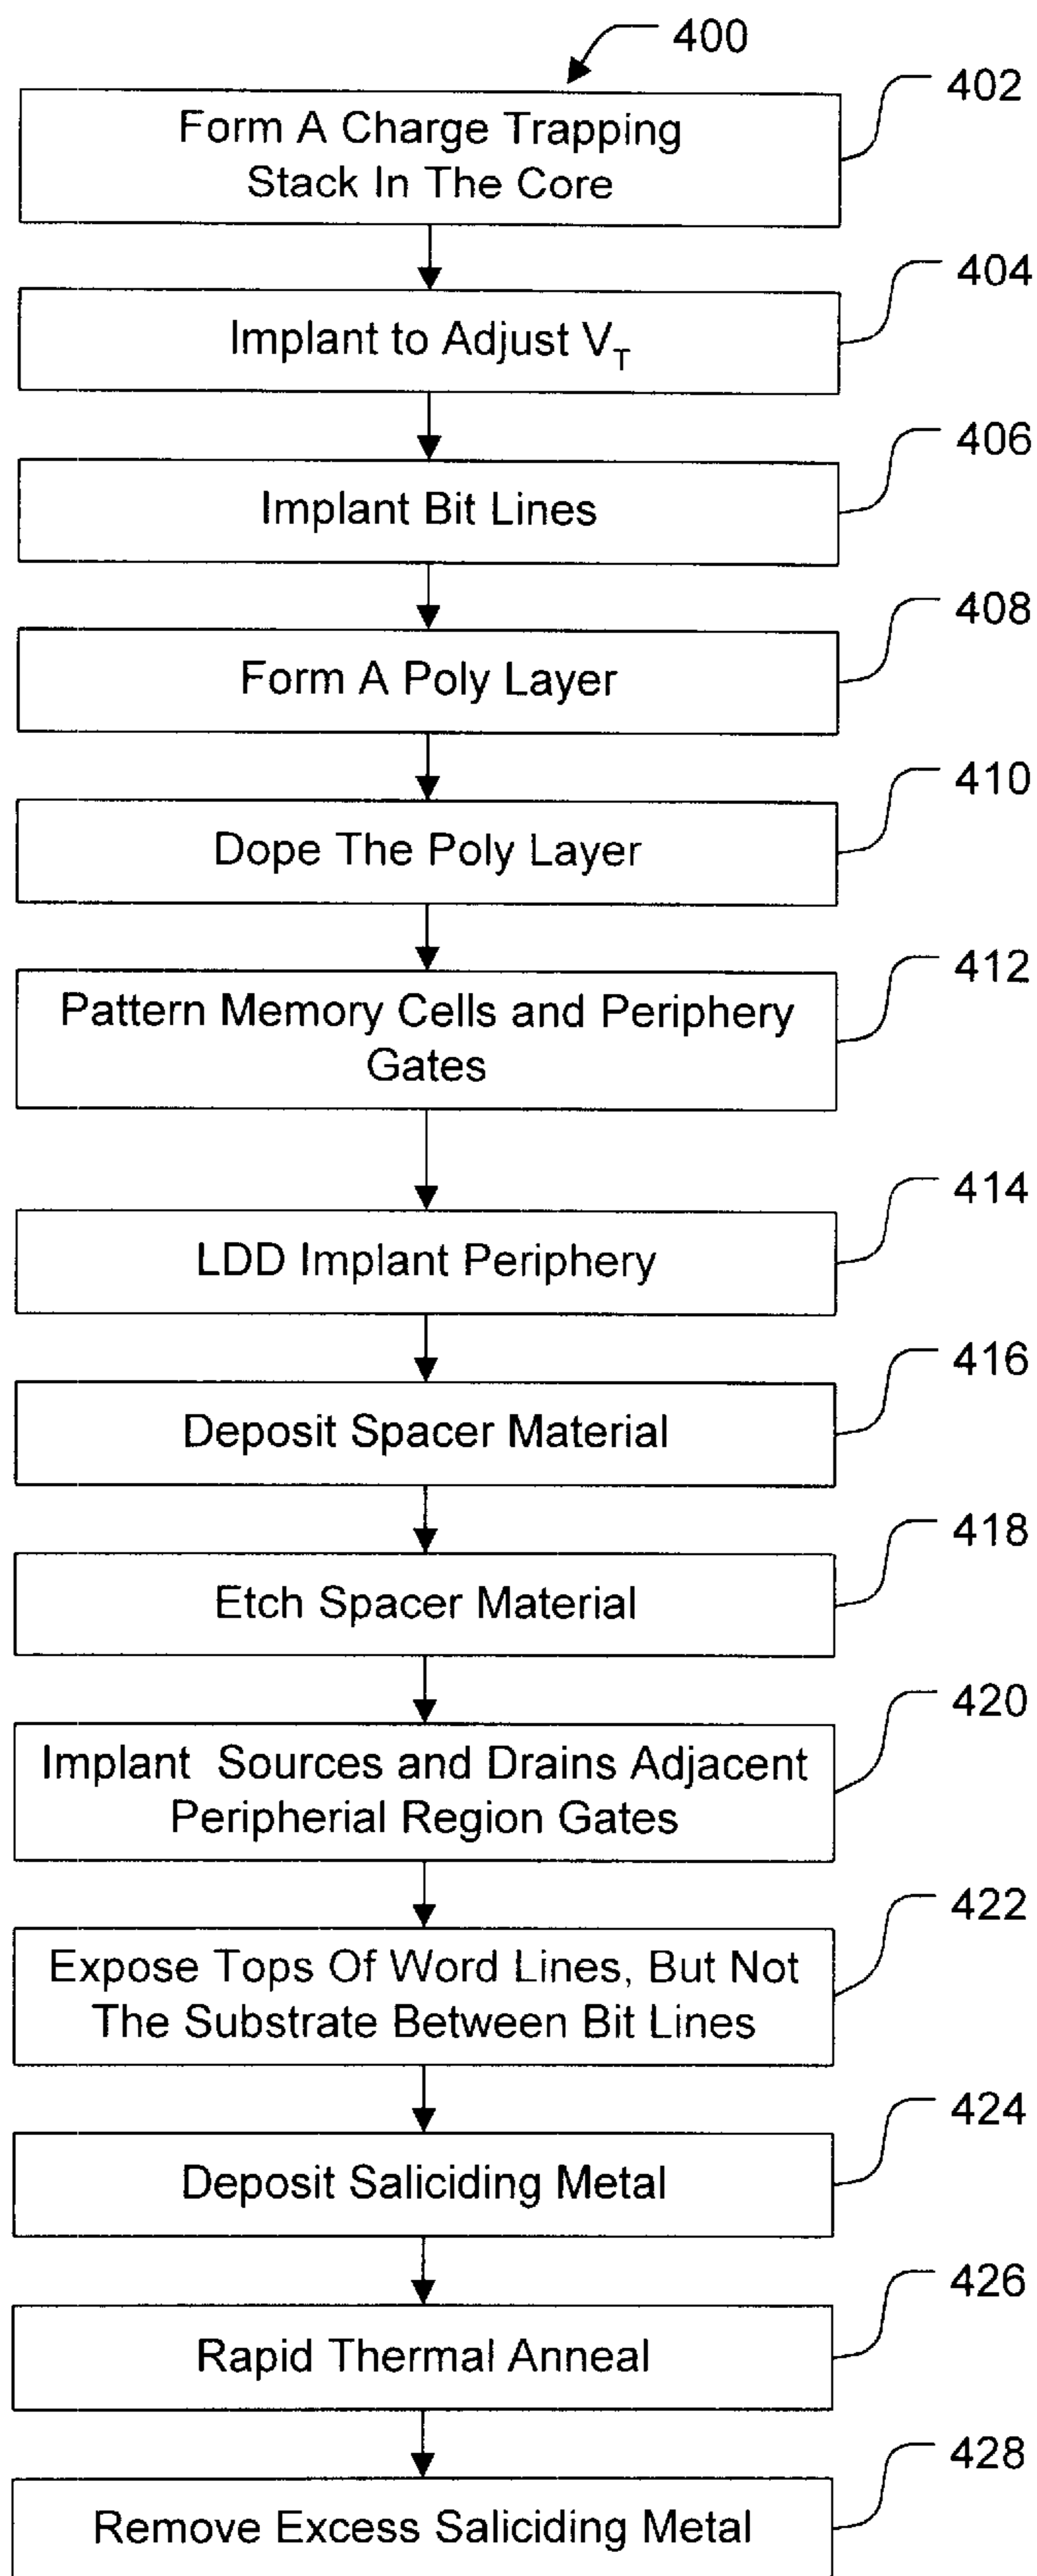 400
402
Form A Charge Trapping
Stack In The Core
404
Implant to Adjust VT
406
Implant Bit Lines
408
Form A Poly Layer
410
Dope The Poly Layer
412
Pattern Memory Cells and Periphery
Gates
414
LDD Implant Periphery
416
Deposit Spacer Material
418
Etch Spacer Material
420
Implant Sources and Drains Adjacent
Peripherial Region Gates
422
Expose Tops Of Word Lines, But Not
The Substrate Between Bit Lines
424
Deposit Saliciding Metal
426
Rapid Thermal Anneal
428
Remove Excess Saliciding Metal